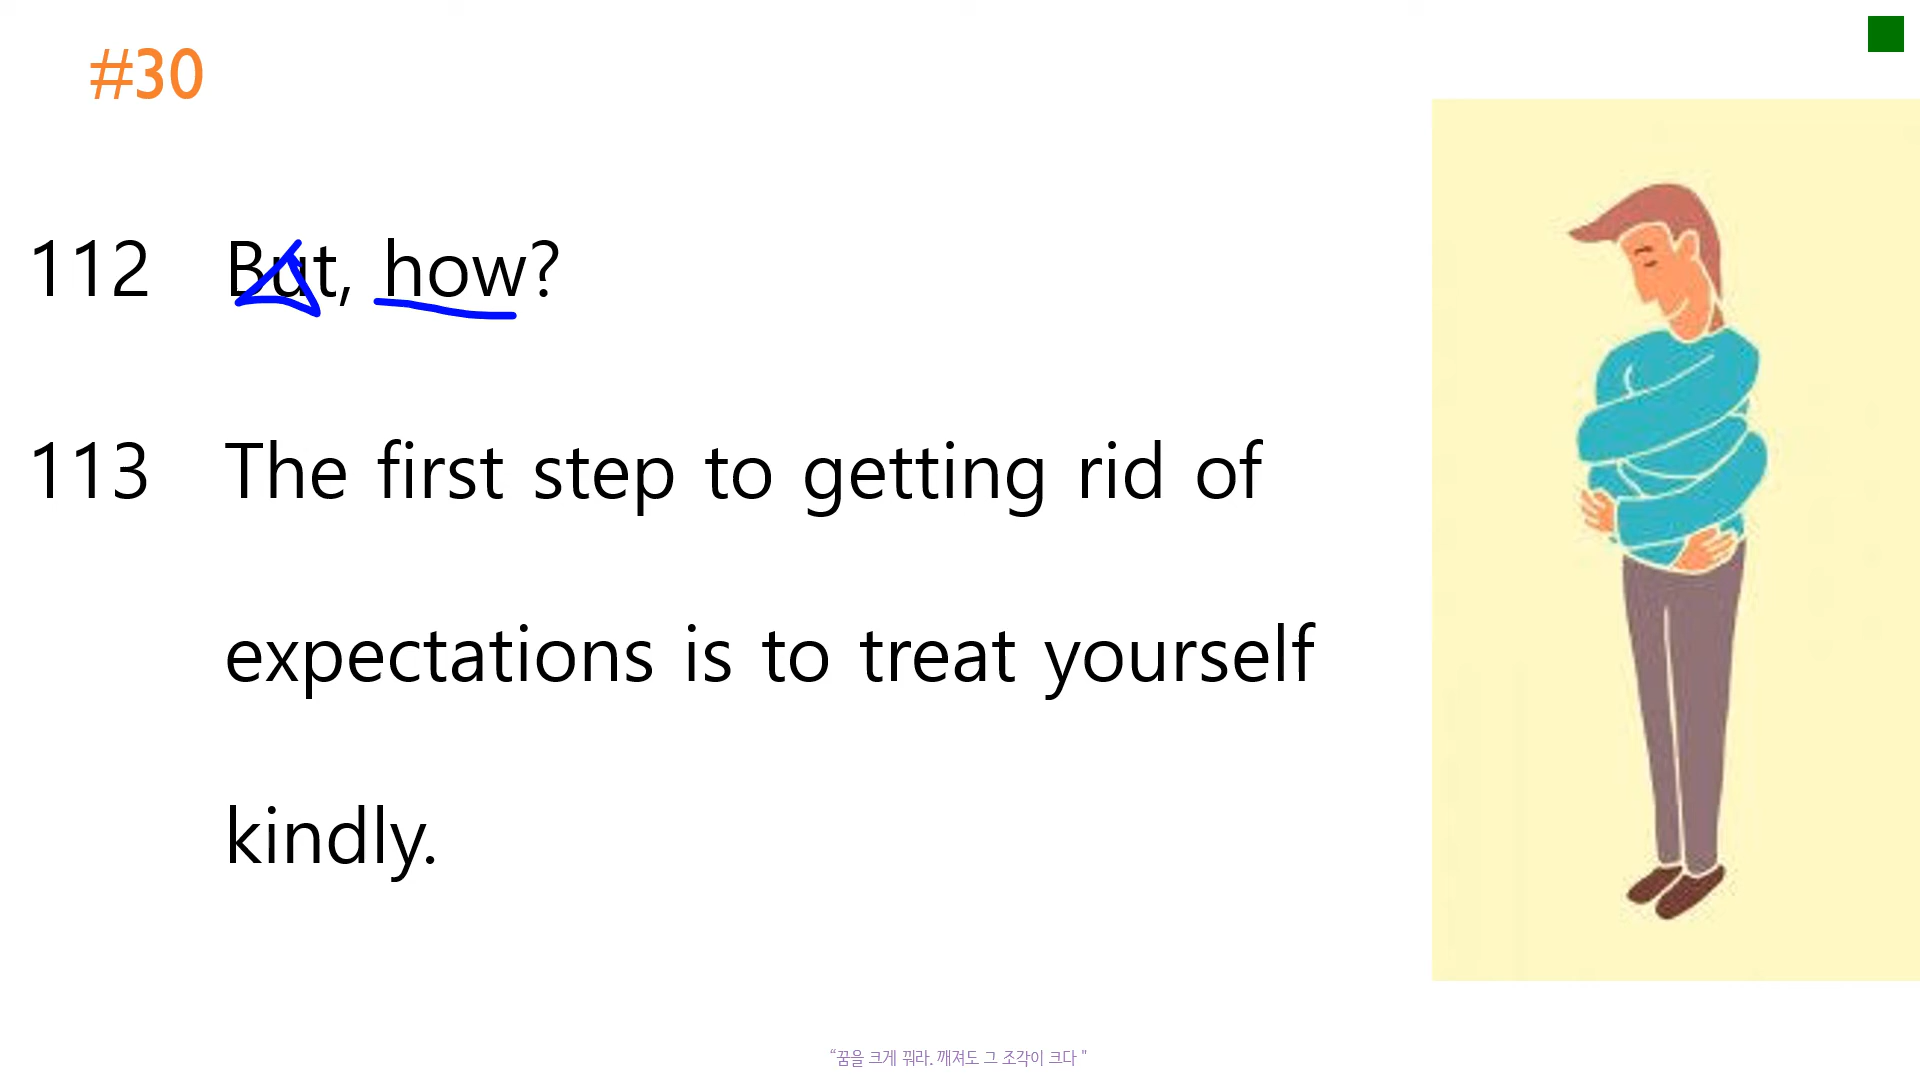 #30
112 But, how?
113 The first step to getting rid of
expectations is to treat yourself
kindly.
“꿈을 크게 꿔라. 깨져도 그 조각이 크다 "